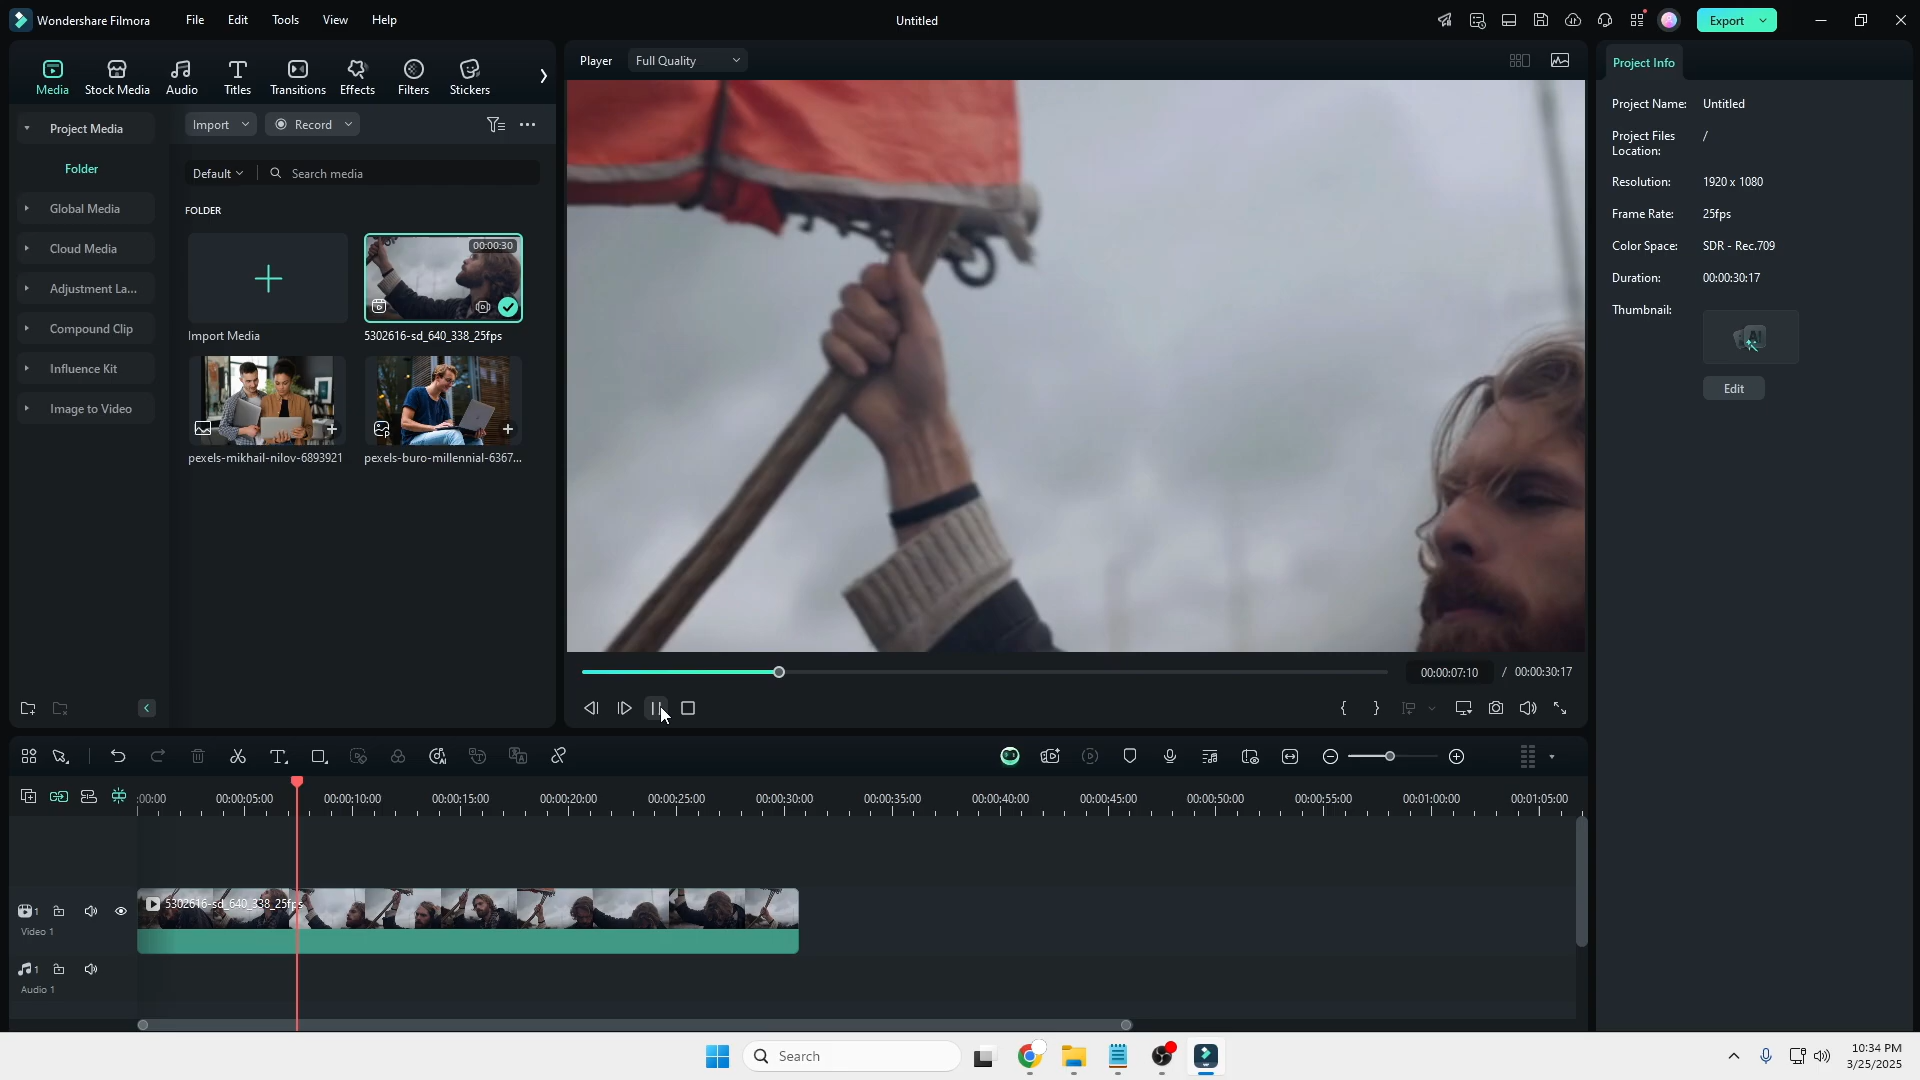 Wondershare Filmora
File
Edit
Tools
View
Help
Untitled
Export
Media
Stock Media
Audio
Titles
Transitions
Effects
Filters
Stickers
Player
Full Quality
Project Info
Project Media
Folder
Global Media
Cloud Media
Adjustment La...
Compound Clip
Influence Kit
Image to Video
Import
Record
Default
Search media
FOLDER
00:00:30
Import Media
5302616-sd_640_338_25fps
pexels-mikhail-nilov-6893921
pexels-buro-millennial-6367...
Project Name: Untitled
Project Files Location: /
Resolution: 1920 x 1080
Frame Rate: 25fps
Color Space: SDR - Rec.709
Duration: 00:00:30:17
Thumbnail:
Edit
00:00:07:10 / 00:00:30:17
:00:00
00:00:05:00
00:00:10:00
00:00:15:00
00:00:20:00
00:00:25:00
00:00:30:00
00:00:35:00
00:00:40:00
00:00:45:00
00:00:50:00
00:00:55:00
00:01:00:00
00:01:05:00
5302616-sd_640_338_25fps
1
Video 1
1
Audio 1
Search
10:34 PM
3/25/2025